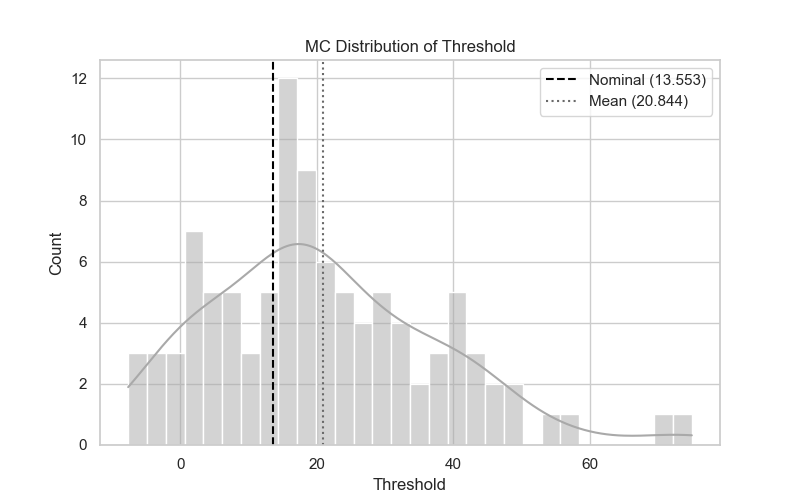 MC Distribution of Threshold
Nominal (13.553)
Mean (20.844)
12
10
8
6
4
2
0
Count
0
20
40
60
Threshold